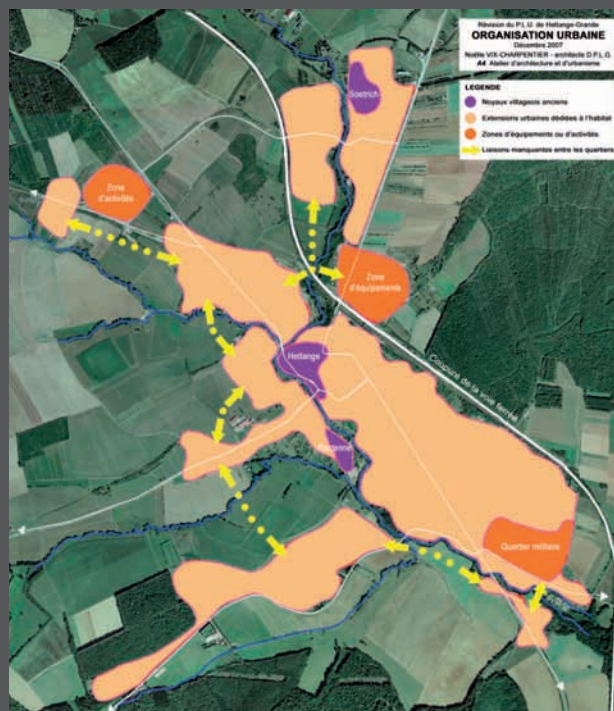 Révision du P.L.U. de Hettange-Grande
ORGANISATION URBAINE
Décembre 2007
Noëlle VIX-CHARPENTIER - architecte D.P.L.G.
A4 Atelier d'architecture et d'urbanisme
LEGENDE
Noyaux villageois anciens
Extensions urbaines dédiées à l'habitat
Zones d'équipements ou d'activités
Liaisons manquantes entre les quartiers
Soetrich
Zone
d'activités
Zone
d'équipements
Hettange
Coupure de la voie ferrée
Quartier militaire